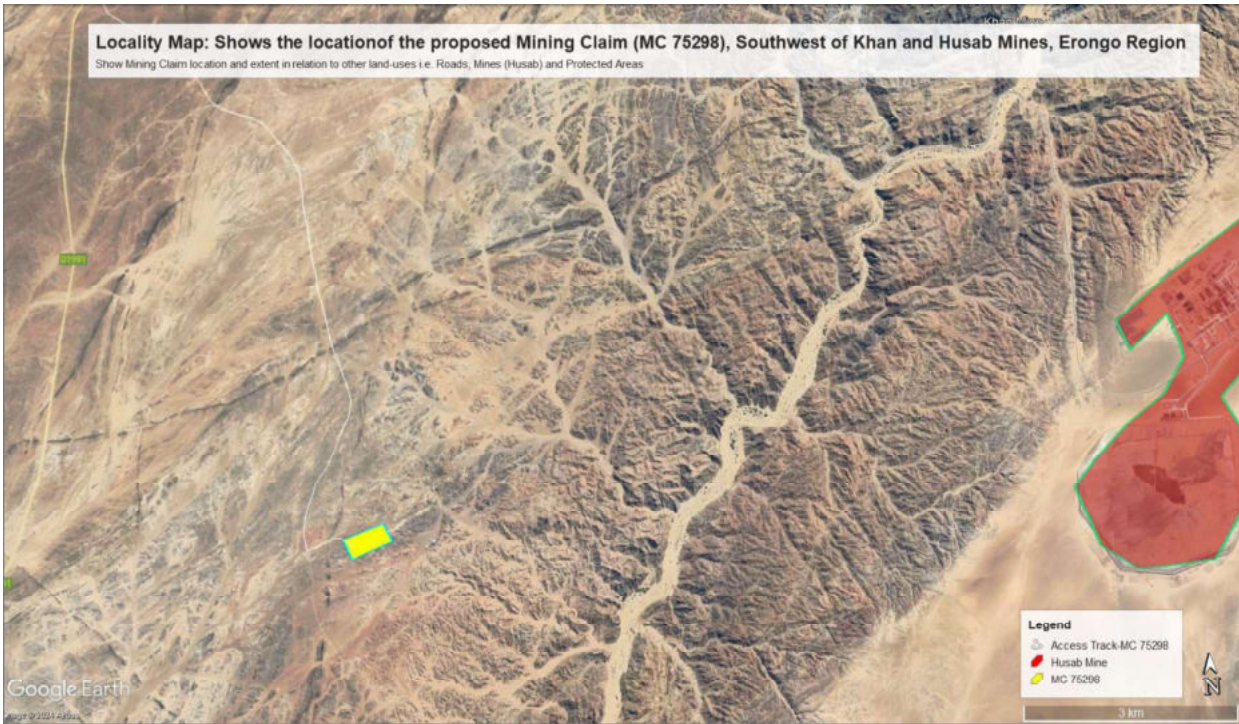 Locality Map: Shows the locationof the proposed Mining Claim (MC 75298), Southwest of Khan and Husab Mines, Erongo Region
Show Mining Claim location and extent in relation to other land-uses i.e. Roads, Mines (Husab) and Protected Areas
D1991
Legend
Access Track-MC 75298
Husab Mine
MC 75298
N
3 km
Google Earth